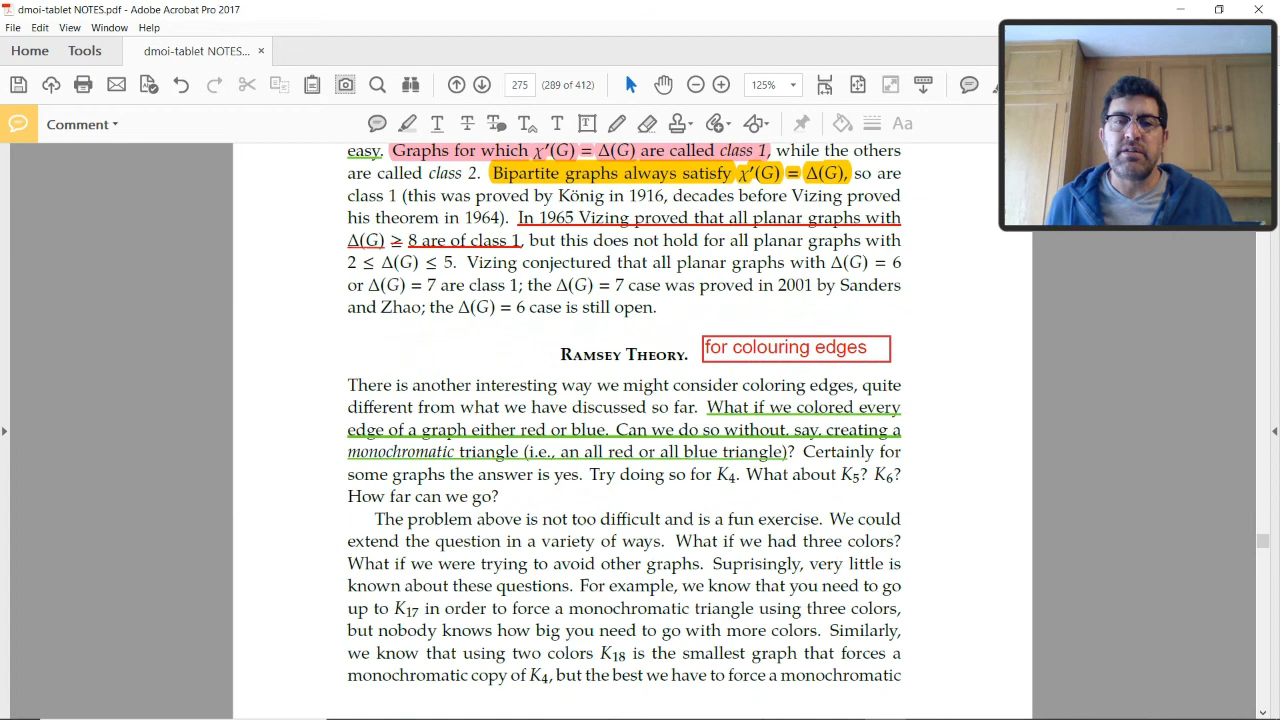 dmoi-tablet NOTES.pdf - Adobe Acrobat Pro 2017
File Edit View Window Help
Home Tools dmoi-tablet NOTES... ×
275 (289 of 412) 125%
Comment
easy. Graphs for which χ′(G) = Δ(G) are called class 1, while the others
are called class 2. Bipartite graphs always satisfy χ′(G) = Δ(G), so are
class 1 (this was proved by König in 1916, decades before Vizing proved
his theorem in 1964). In 1965 Vizing proved that all planar graphs with
Δ(G) ≥ 8 are of class 1, but this does not hold for all planar graphs with
2 ≤ Δ(G) ≤ 5. Vizing conjectured that all planar graphs with Δ(G) = 6
or Δ(G) = 7 are class 1; the Δ(G) = 7 case was proved in 2001 by Sanders
and Zhao; the Δ(G) = 6 case is still open.
Ramsey Theory. for colouring edges
There is another interesting way we might consider coloring edges, quite
different from what we have discussed so far. What if we colored every
edge of a graph either red or blue. Can we do so without, say, creating a
monochromatic triangle (i.e., an all red or all blue triangle)? Certainly for
some graphs the answer is yes. Try doing so for K₄. What about K₅? K₆?
How far can we go?
The problem above is not too difficult and is a fun exercise. We could
extend the question in a variety of ways. What if we had three colors?
What if we were trying to avoid other graphs. Suprisingly, very little is
known about these questions. For example, we know that you need to go
up to K₁₇ in order to force a monochromatic triangle using three colors,
but nobody knows how big you need to go with more colors. Similarly,
we know that using two colors K₁₈ is the smallest graph that forces a
monochromatic copy of K₄, but the best we have to force a monochromatic